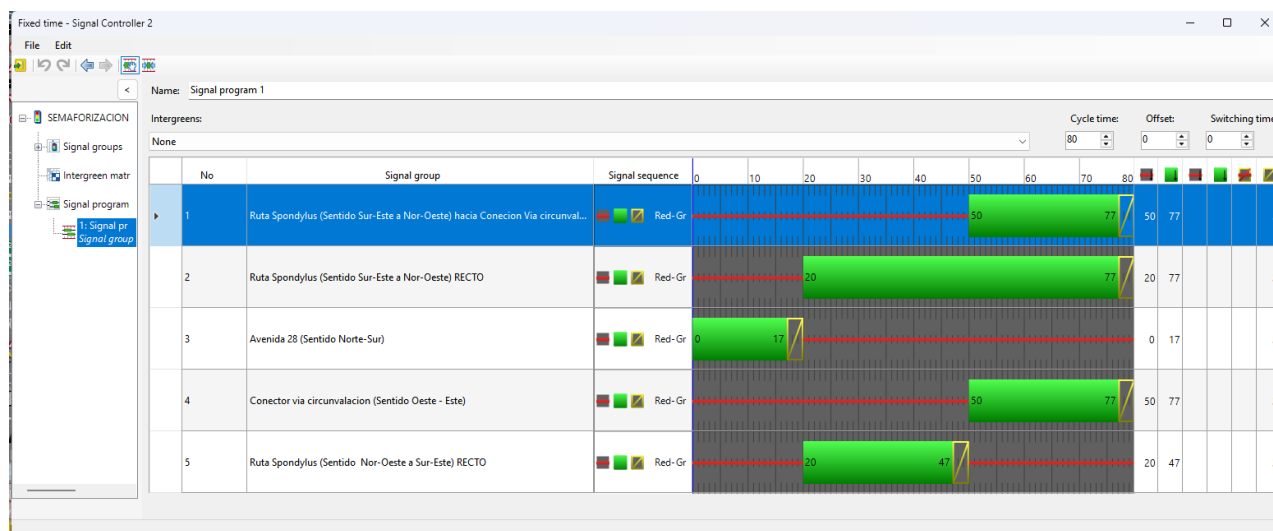 Fixed time - Signal Controller 2
File Edit
< Name: Signal program 1
SEMAFORIZACION
Signal groups
Intergreen matr
Signal program
1: Signal pr
Signal group
Intergreens: Cycle time: Offset: Switching time
None 80 0 0
No Signal group Signal sequence 0 10 20 30 40 50 60 70 80
1 Ruta Spondylus (Sentido Sur-Este a Nor-Oeste) hacia Conecion Via circunval... Red-Gr 50 77 50 77
2 Ruta Spondylus (Sentido Sur-Este a Nor-Oeste) RECTO Red-Gr 20 77 20 77
3 Avenida 28 (Sentido Norte-Sur) Red-Gr 0 17 0 17
4 Conector via circunvalacion (Sentido Oeste - Este) Red-Gr 50 77 50 77
5 Ruta Spondylus (Sentido Nor-Oeste a Sur-Este) RECTO Red-Gr 20 47 20 47